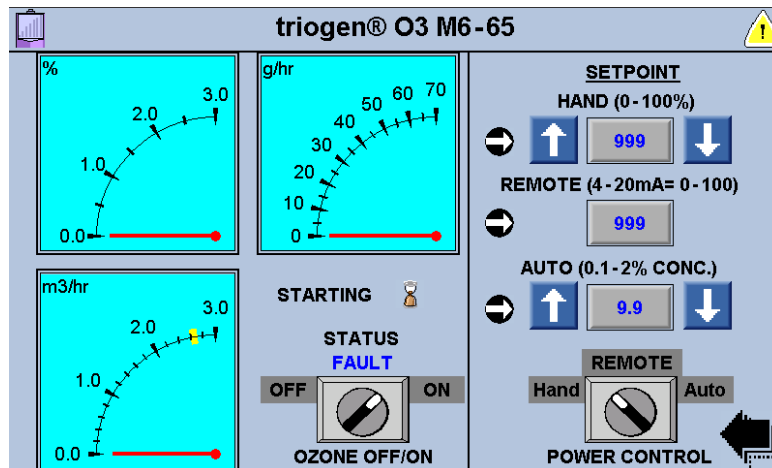 triogen® O3 M6-65
%
0.0
1.0
2.0
3.0
g/hr
0
10
20
30
40
50
60
70
m3/hr
0.0
1.0
2.0
3.0
STARTING
STATUS
FAULT
OFF ON
OZONE OFF/ON
SETPOINT
HAND (0-100%)
999
REMOTE (4-20mA= 0-100)
999
AUTO (0.1-2% CONC.)
9.9
REMOTE
Hand Auto
POWER CONTROL